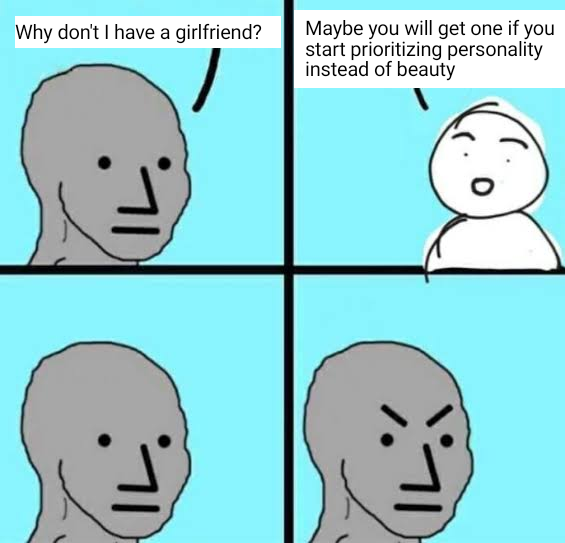 Why don't I have a girlfriend?
Maybe you will get one if you
start prioritizing personality
instead of beauty